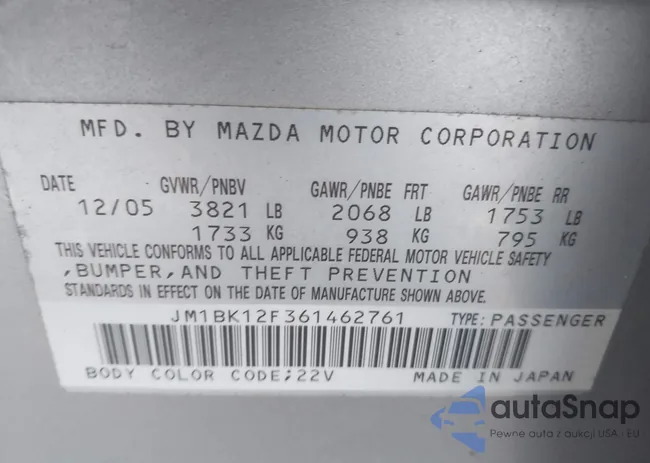 MFD. BY MAZDA MOTOR CORPORATION
DATE GVWR/PNBV GAWR/PNBE FRT GAWR/PNBE RR
12/05 3821 LB 2068 LB 1753 LB
1733 KG 938 KG 795 KG
THIS VEHICLE CONFORMS TO ALL APPLICABLE FEDERAL MOTOR VEHICLE SAFETY
,BUMPER,AND THEFT PREVENTION
STANDARDS IN EFFECT ON THE DATE OF MANUFACTURE SHOWN ABOVE.
JM1BK12F361462761 TYPE:PASSENGER
BODY COLOR CODE;22V MADE IN JAPAN
autaSnap
Pewne auta z aukcji USA - EU